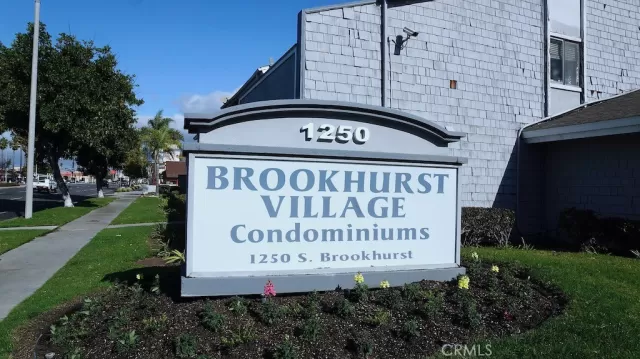 1250
BROOKHURST
VILLAGE
Condominiums
1250 S. Brookhurst
CRMLS